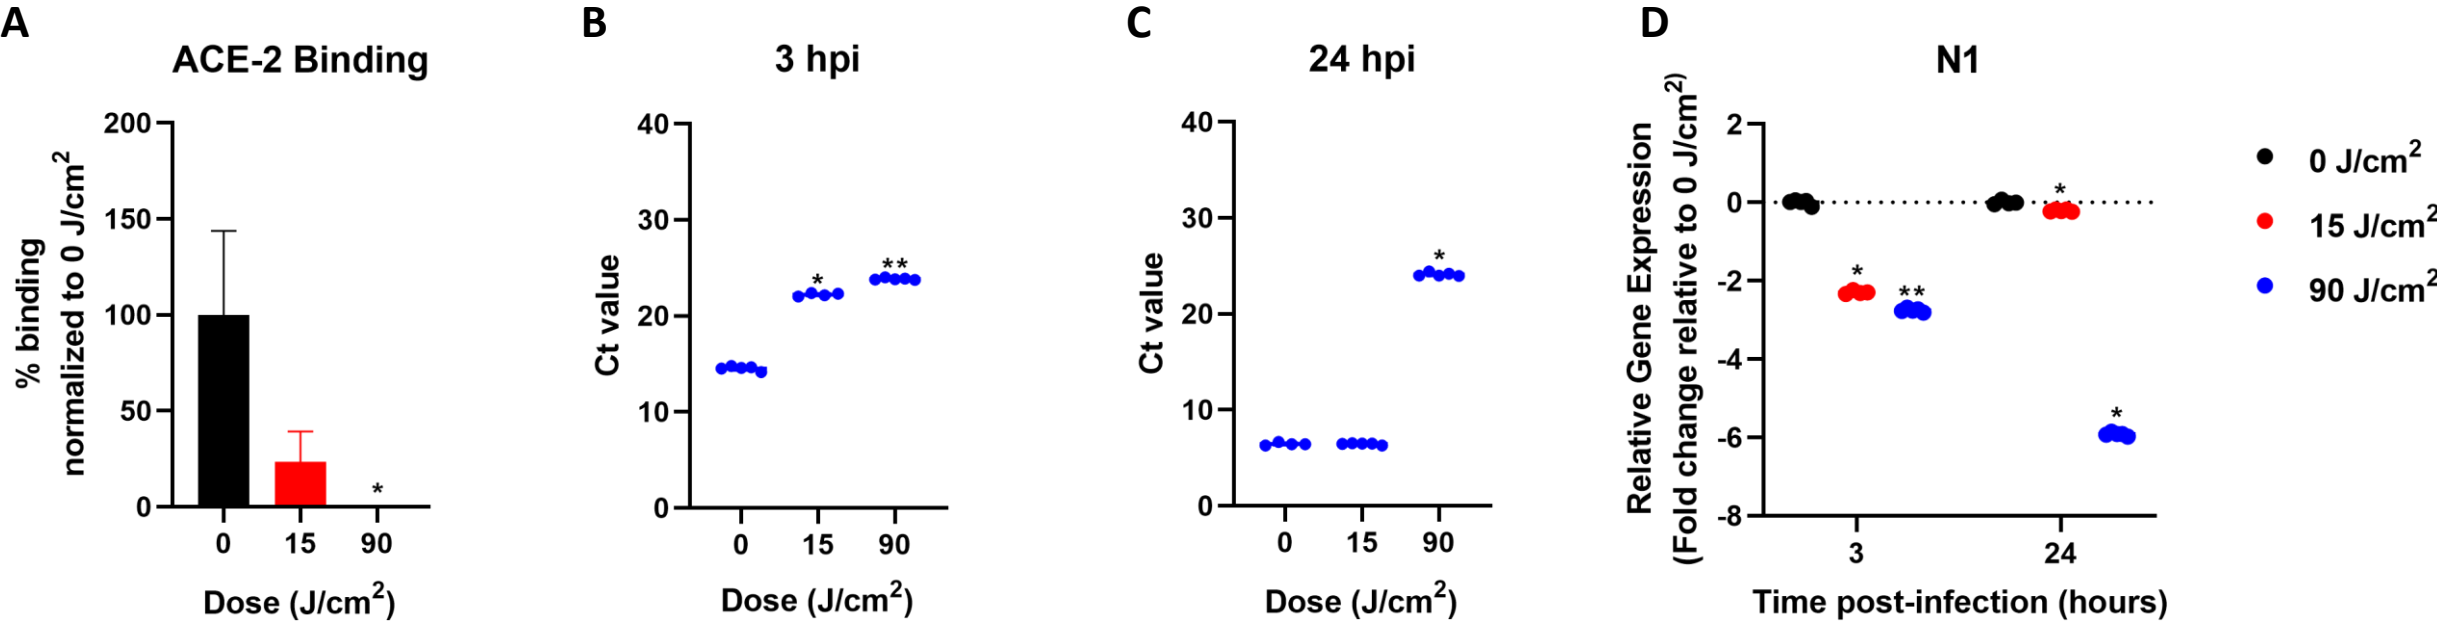 A
ACE-2 Binding
% binding
normalized to 0 J/cm²
200
150
100
50
0
*
0 15 90
Dose (J/cm²)
B
3 hpi
Ct value
40
30
20
10
0
*
**
0 15 90
Dose (J/cm²)
C
24 hpi
Ct value
40
30
20
10
0
*
0 15 90
Dose (J/cm²)
D
N1
Relative Gene Expression
(Fold change relative to 0 J/cm²)
2
0
-2
-4
-6
-8
*
**
*
*
3 24
Time post-infection (hours)
0 J/cm²
15 J/cm²
90 J/cm²